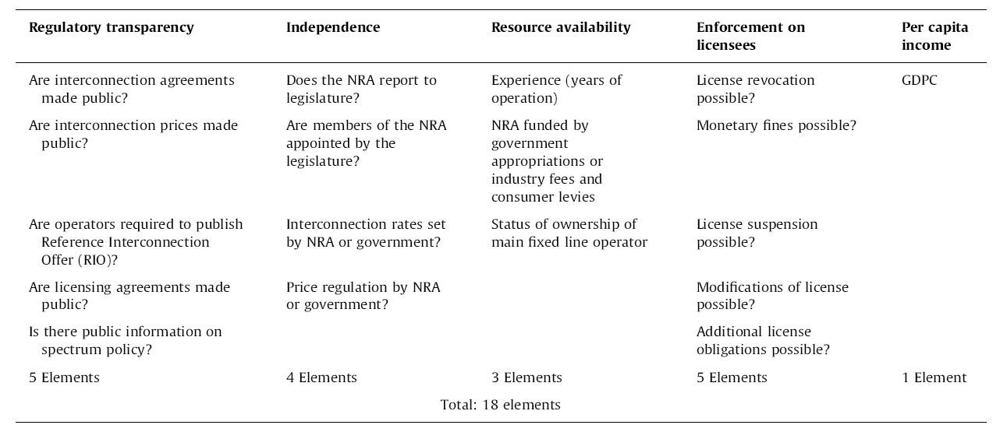 Regulatory transparency
Independence
Resource availability
Enforcement on
licensees
Per capita
income
Are interconnection agreements
made public?
Does the NRA report to
legislature?
Experience (years of
operation)
License revocation
possible?
GDPC
Are interconnection prices made
public?
Are members of the NRA
appointed by the
legislature?
NRA funded by
government
appropriations or
industry fees and
consumer levies
Monetary fines possible?
Are operators required to publish
Reference Interconnection
Offer (RIO)?
Interconnection rates set
by NRA or government?
Status of ownership of
main fixed line operator
License suspension
possible?
Are licensing agreements made
public?
Price regulation by NRA
or government?
Modifications of license
possible?
Is there public information on
spectrum policy?
Additional license
obligations possible?
5 Elements
4 Elements
3 Elements
5 Elements
1 Element
Total: 18 elements